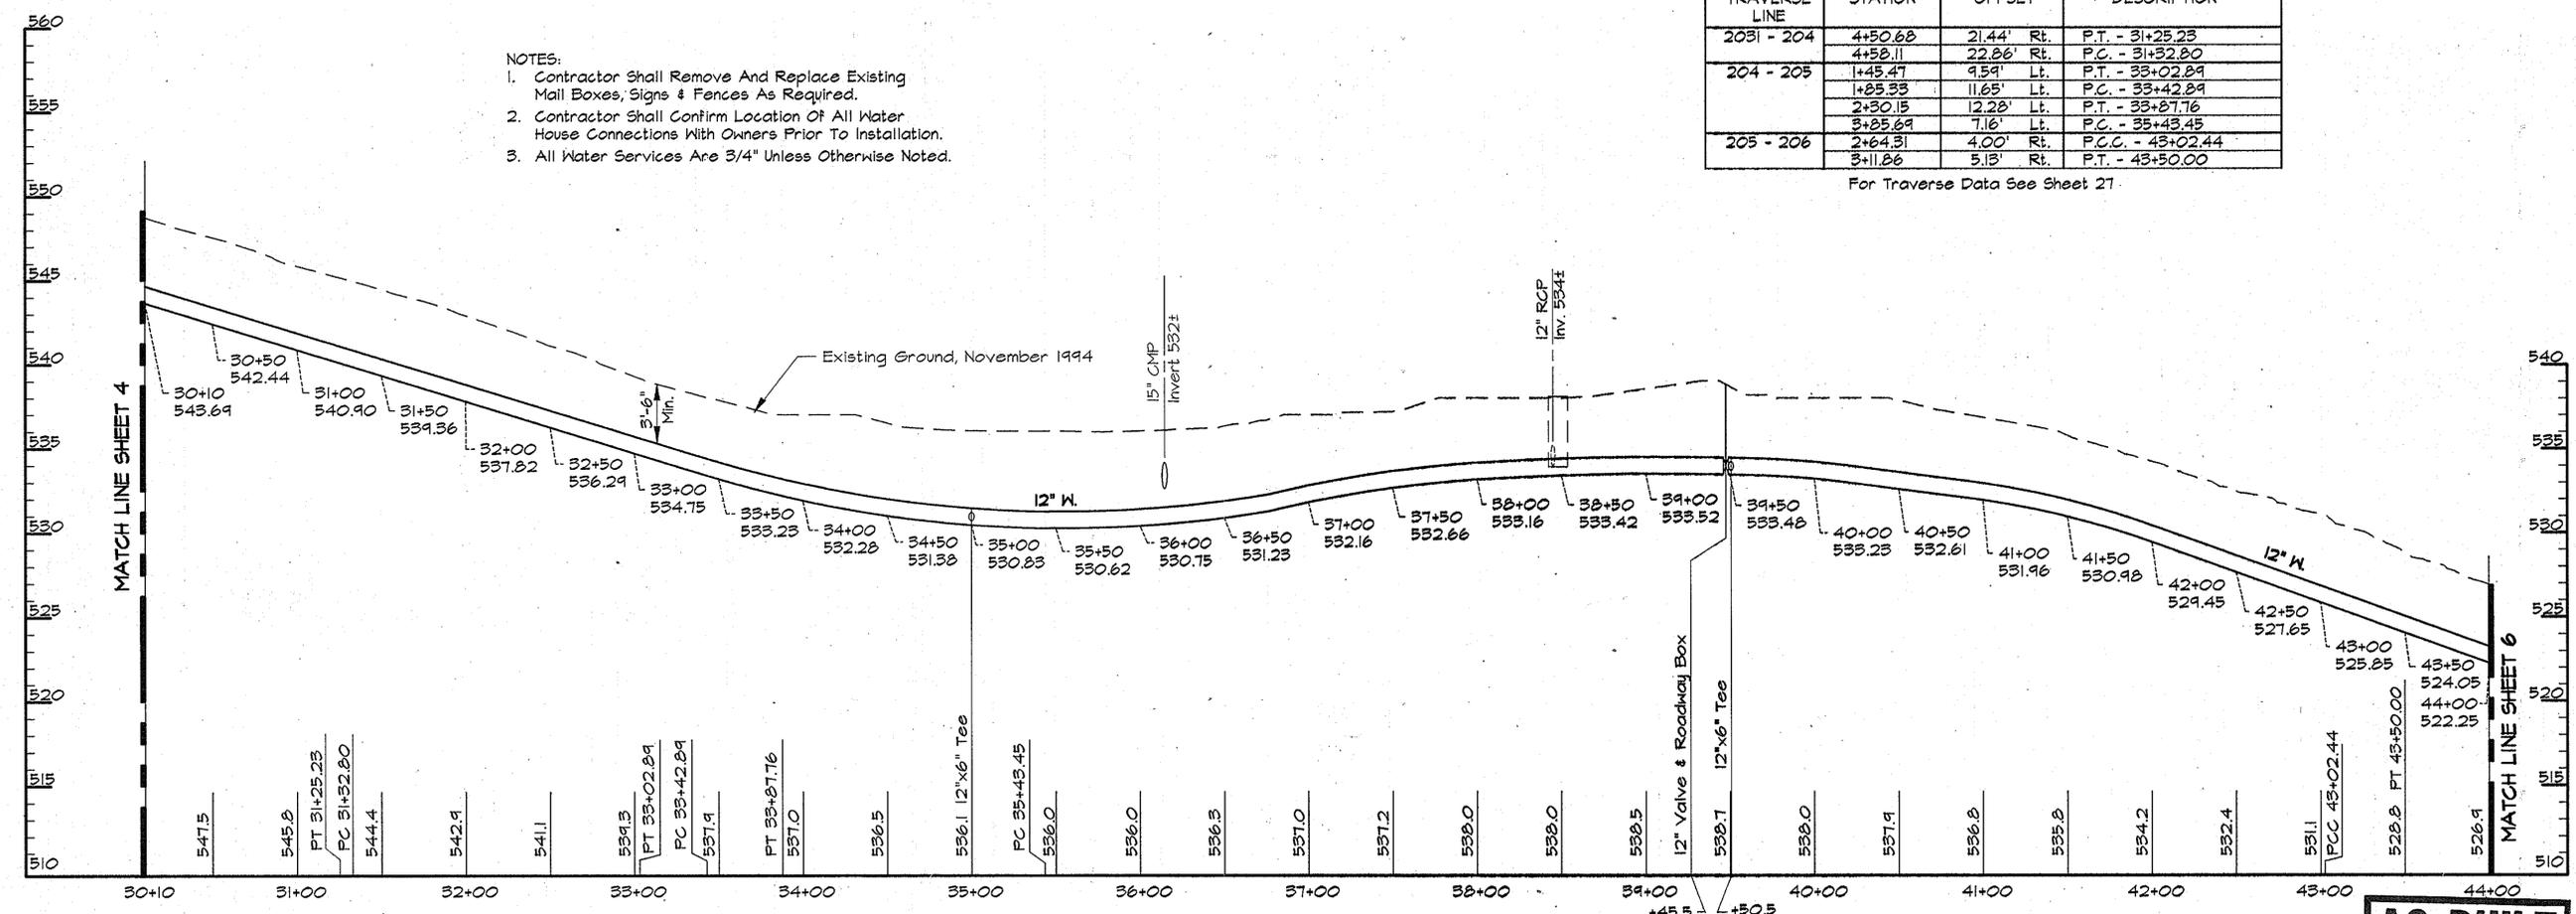 TRAVERSE LINE STATION OFFSET DESCRIPTION
2031 - 204 4+50.68 21.44' Rt. P.T. - 31+25.23
4+58.11 22.86' Rt. P.C. - 31+32.80
204 - 205 1+45.47 9.59' Lt. P.T. - 33+02.89
1+85.33 11.65' Lt. P.C. - 33+42.89
2+30.15 12.28' Lt. P.T. - 33+87.76
3+85.69 7.16' Lt. P.C. - 35+43.45
205 - 206 2+64.31 4.00' Rt. P.C.C. - 43+02.44
3+11.86 5.13' Rt. P.T. - 43+50.00
For Traverse Data See Sheet 27
NOTES:
1. Contractor Shall Remove And Replace Existing
Mail Boxes, Signs & Fences As Required.
2. Contractor Shall Confirm Location Of All Water
House Connections With Owners Prior To Installation.
3. All Water Services Are 3/4" Unless Otherwise Noted.
560
555
550
545
540
535
530
525
520
515
510
MATCH LINE SHEET 4
Existing Ground, November 1994
3'-6"
Min.
15" CMP
Invert 532±
12" RCP
Inv. 534±
12" W.
12" W.
30+10
543.69
30+50
542.44
31+00
540.90
31+50
539.36
32+00
537.82
32+50
536.29
33+00
534.75
33+50
533.23
34+00
532.28
34+50
531.38
35+00
530.83
35+50
530.62
36+00
530.75
36+50
531.23
37+00
532.16
37+50
532.66
38+00
533.16
38+50
533.42
39+00
533.52
39+50
533.48
40+00
533.23
40+50
532.61
41+00
531.96
41+50
530.98
42+00
529.45
42+50
527.65
43+00
525.85
43+50
524.05
44+00
522.25
540
535
530
525
520
515
510
MATCH LINE SHEET 6
547.5
545.8
PT 31+25.23
PC 31+32.80
544.4
542.9
541.1
539.3
PT 33+02.89
PC 33+42.89
537.9
PT 33+87.76
537.0
536.5
536.1 12"x6" Tee
PC 35+43.45
536.0
536.0
536.3
537.0
537.2
538.0
538.0
538.5
12" Valve & Roadway Box
538.7 12"x6" Tee
538.0
537.9
536.8
535.8
534.2
532.4
531.1
PCC 43+02.44
528.8 PT 43+50.00
526.9
30+10 31+00 32+00 33+00 34+00 35+00 36+00 37+00 38+00 39+00 40+00 41+00 42+00 43+00 44+00
+45.5 +50.5